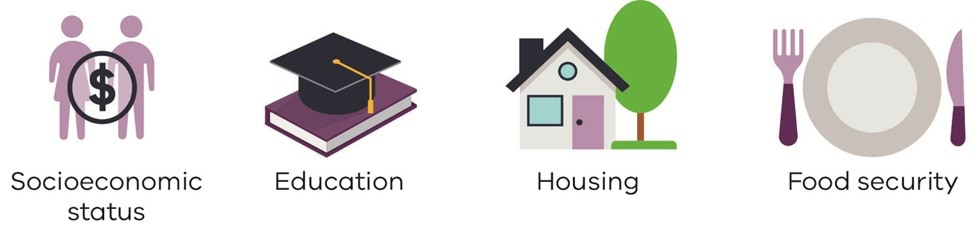 $
Socioeconomic
status
Education
Housing
Food security